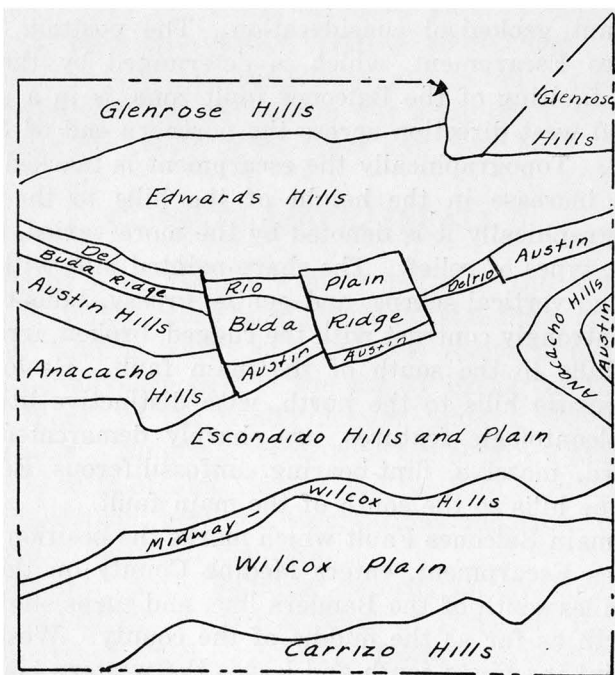 Glenrose Hills
Glenrose
Hills
Edwards Hills
Del
Rio
Plain
Delrio
Austin
Buda Ridge
Buda
Ridge
Austin Hills
Austin
Austin
Anacacho Hills
Austin
Anacacho
Hills
Escondido Hills and Plain
Wilcox Hills
Midway
Wilcox Plain
Carrizo Hills